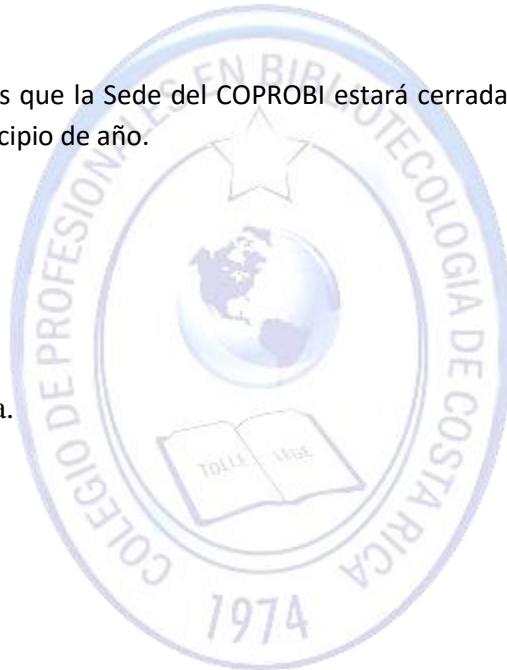 s que la Sede del COPROBI estará cerrada
cipio de año.
a.
COLEGIO DE PROFESIONALES EN BIBLIOTECOLOGIA DE COSTA RICA
TOLLE LEGE
1974